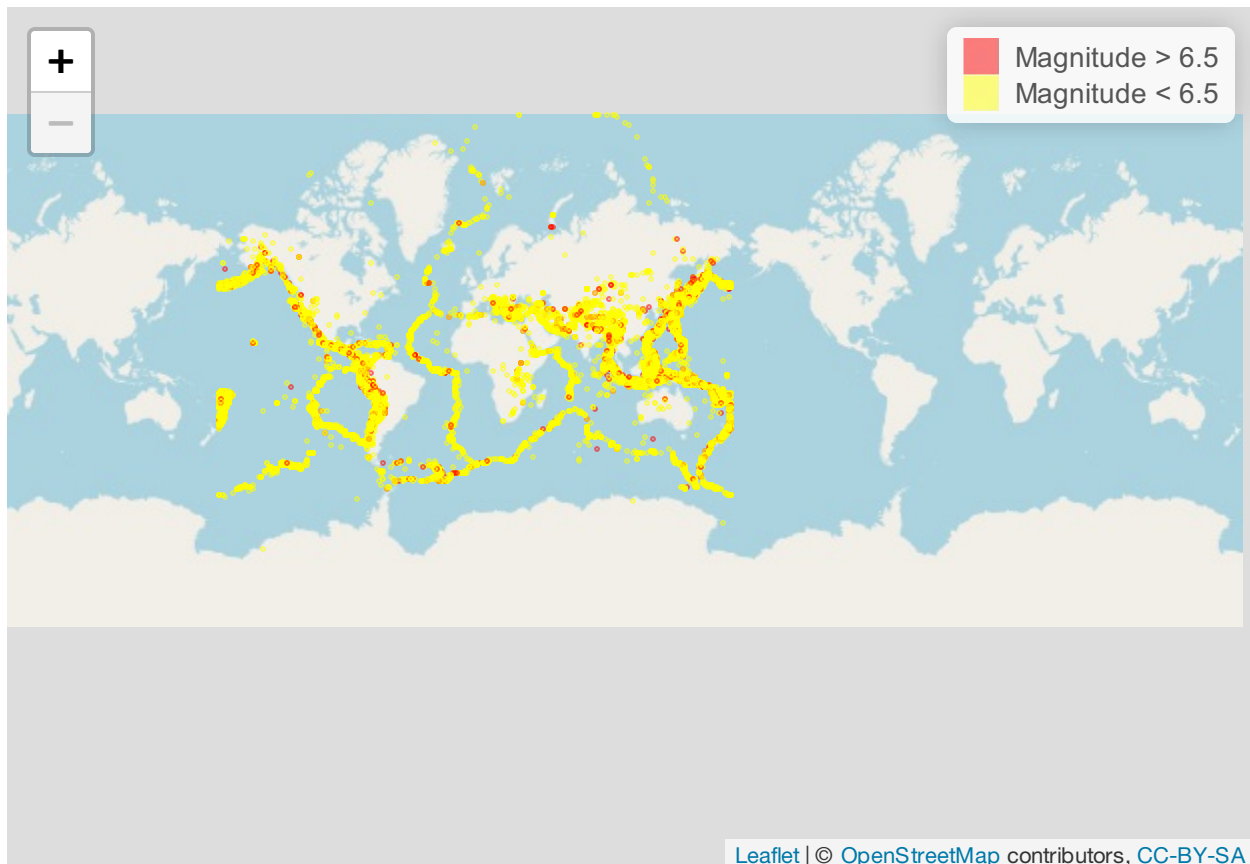 +
−
Magnitude > 6.5
Magnitude < 6.5
Leaflet | © OpenStreetMap contributors, CC-BY-SA